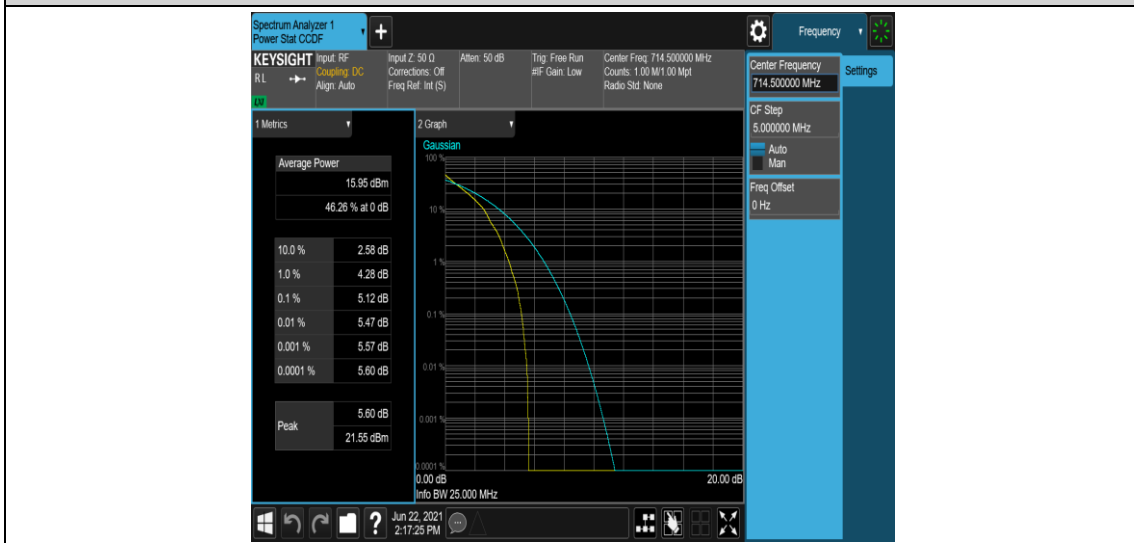 Spectrum Analyzer 1
Power Stat CCDF
Frequency
KEYSIGHT
RL
LXI
Input: RF
Coupling: DC
Align: Auto
Input Z: 50 Ω
Corrections: Off
Freq Ref: Int (S)
Atten: 50 dB
Trig: Free Run
#IF Gain: Low
Center Freq: 714.500000 MHz
Counts: 1.00 M/1.00 Mpt
Radio Std: None
Center Frequency
714.500000 MHz
Settings
CF Step
5.000000 MHz
Auto
Man
Freq Offset
0 Hz
1 Metrics
Average Power
15.95 dBm
46.26 % at 0 dB
10.0 % 2.58 dB
1.0 % 4.28 dB
0.1 % 5.12 dB
0.01 % 5.47 dB
0.001 % 5.57 dB
0.0001 % 5.60 dB
Peak
5.60 dB
21.55 dBm
2 Graph
Gaussian
100 %
10 %
1 %
0.1 %
0.01 %
0.001 %
0.0001 %
0.00 dB 20.00 dB
Info BW 25.000 MHz
?
Jun 22, 2021
2:17:25 PM